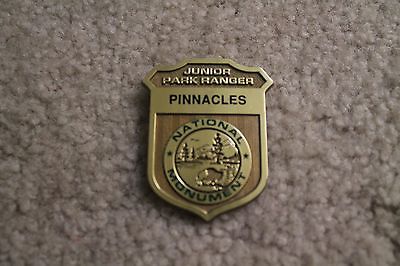 JUNIOR
PARK RANGER
PINNACLES
NATIONAL
MONUMENT